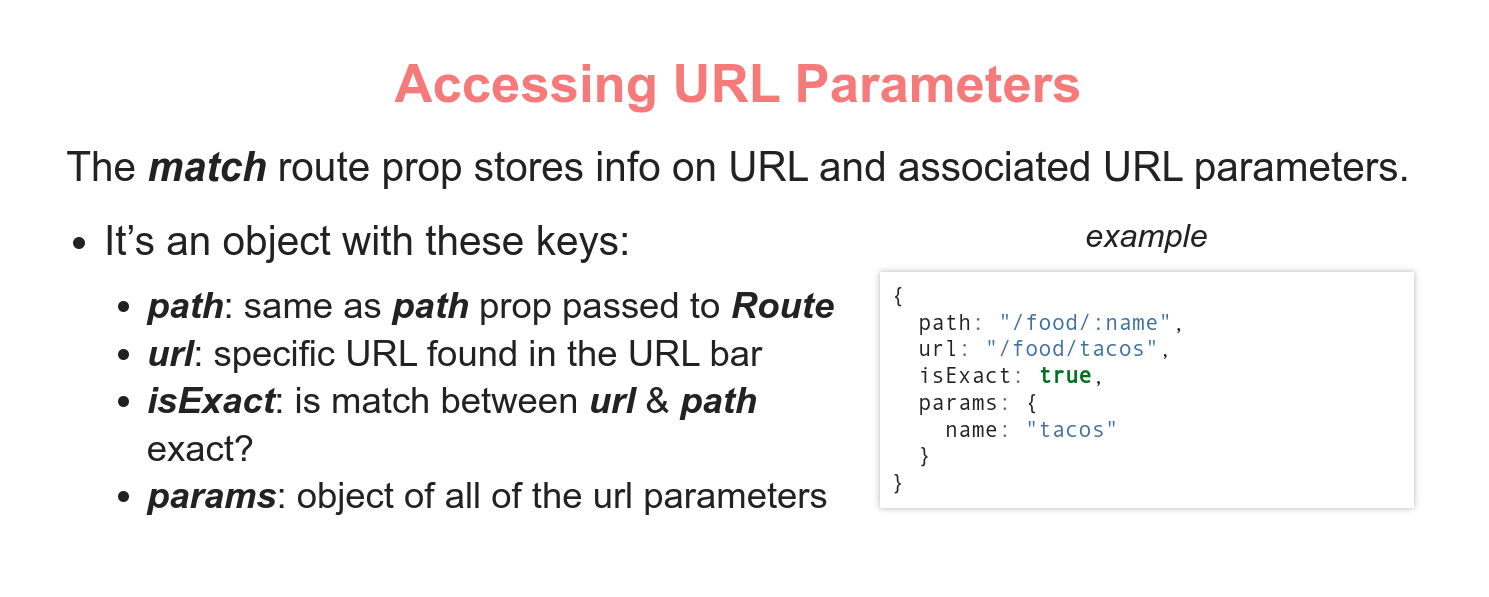 Accessing URL Parameters
The match route prop stores info on URL and associated URL parameters.
• It’s an object with these keys:
• path: same as path prop passed to Route
• url: specific URL found in the URL bar
• isExact: is match between url & path
exact?
• params: object of all of the url parameters
example
{
  path: "/food/:name",
  url: "/food/tacos",
  isExact: true,
  params: {
    name: "tacos"
  }
}